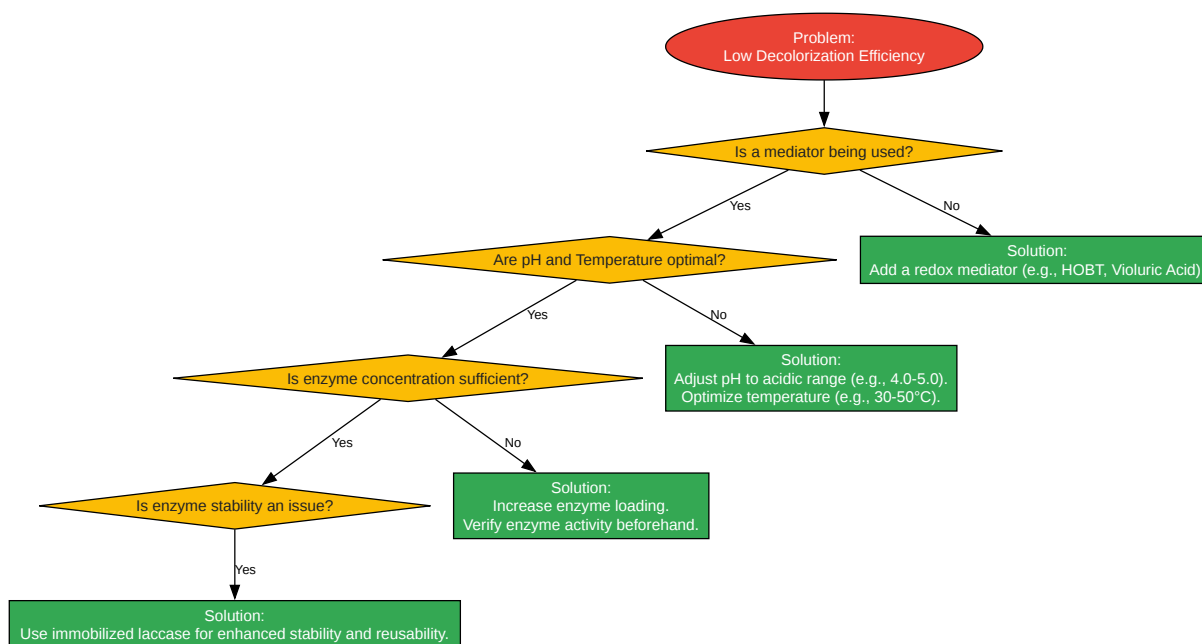 Problem:
Low Decolorization Efficiency
Is a mediator being used?
Yes
No
Are pH and Temperature optimal?
Solution:
Add a redox mediator (e.g., HOBT, Violuric Acid)
Yes
No
Is enzyme concentration sufficient?
Solution:
Adjust pH to acidic range (e.g., 4.0-5.0).
Optimize temperature (e.g., 30-50°C).
Yes
No
Is enzyme stability an issue?
Solution:
Increase enzyme loading.
Verify enzyme activity beforehand.
Yes
Solution:
Use immobilized laccase for enhanced stability and reusability.